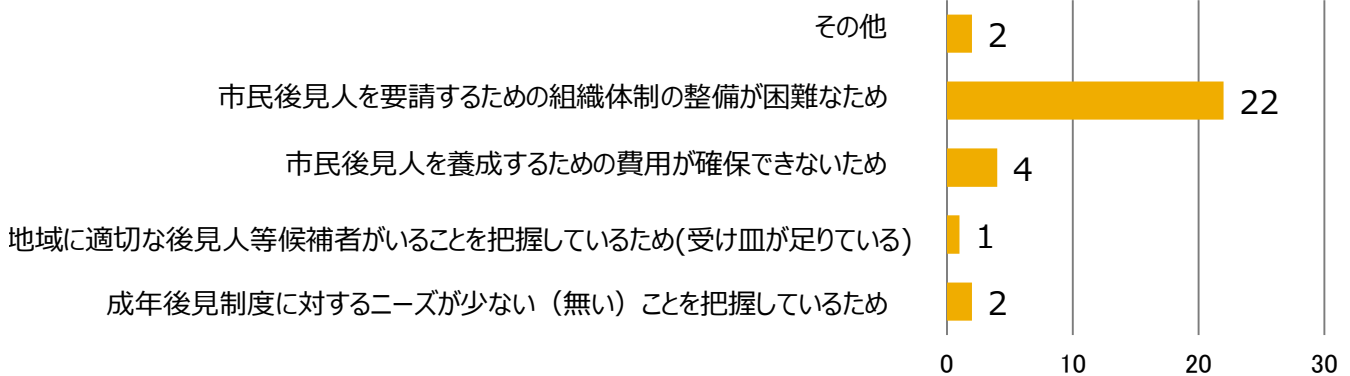 その他
2
市民後見人を要請するための組織体制の整備が困難なため
22
市民後見人を養成するための費用が確保できないため
4
地域に適切な後見人等候補者がいることを把握しているため(受け皿が足りている)
1
成年後見制度に対するニーズが少ない（無い）ことを把握しているため
2
0 10 20 30